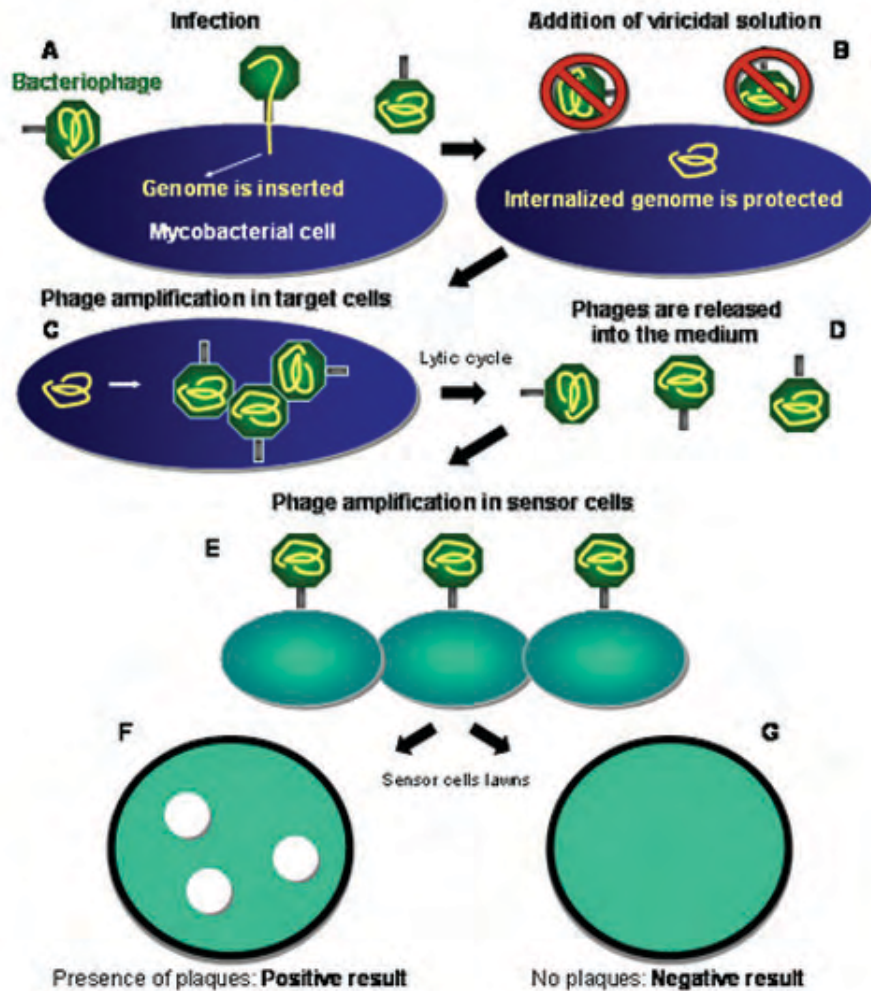 Infection
Addition of viricidal solution
A
B
Bacteriophage
Genome is inserted
Mycobacterial cell
Internalized genome is protected
Phage amplification in target cells
C
Lytic cycle
Phages are released
into the medium
D
Phage amplification in sensor cells
E
F
G
Sensor cells lawns
Presence of plaques: Positive result
No plaques: Negative result